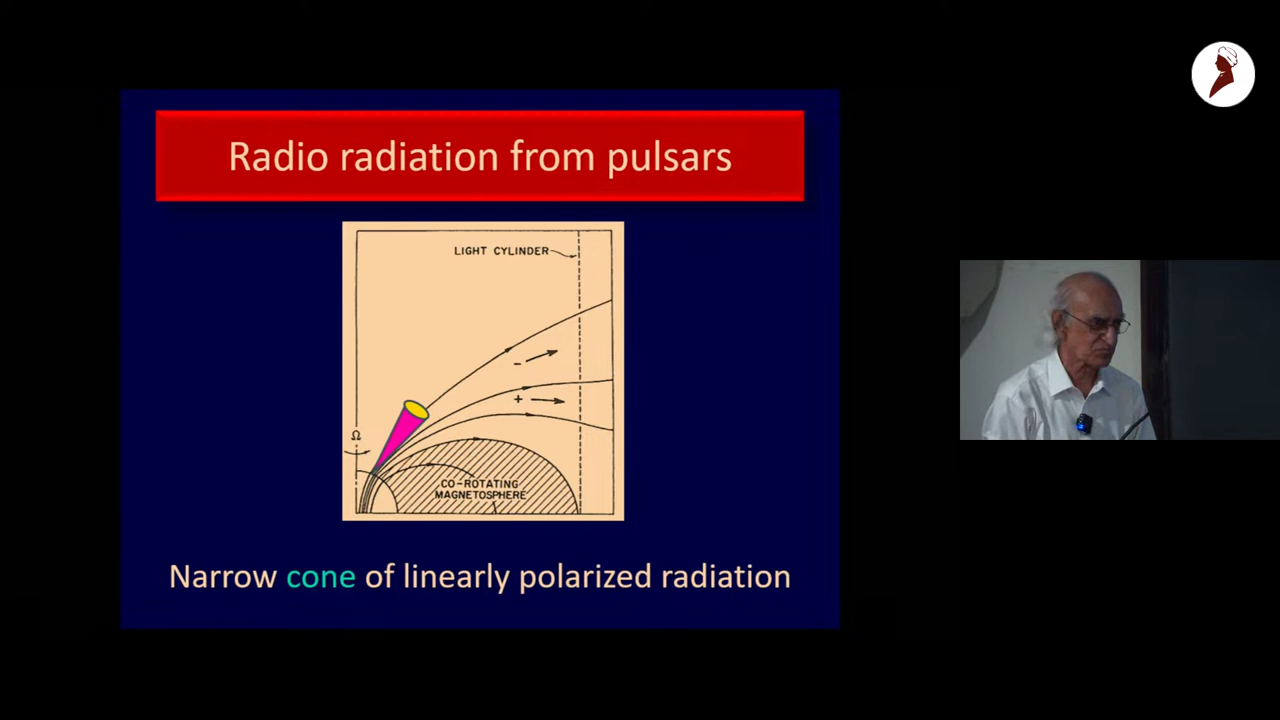 Radio radiation from pulsars
LIGHT CYLINDER
-
+
Ω
CO-ROTATING
MAGNETOSPHERE
Narrow cone of linearly polarized radiation